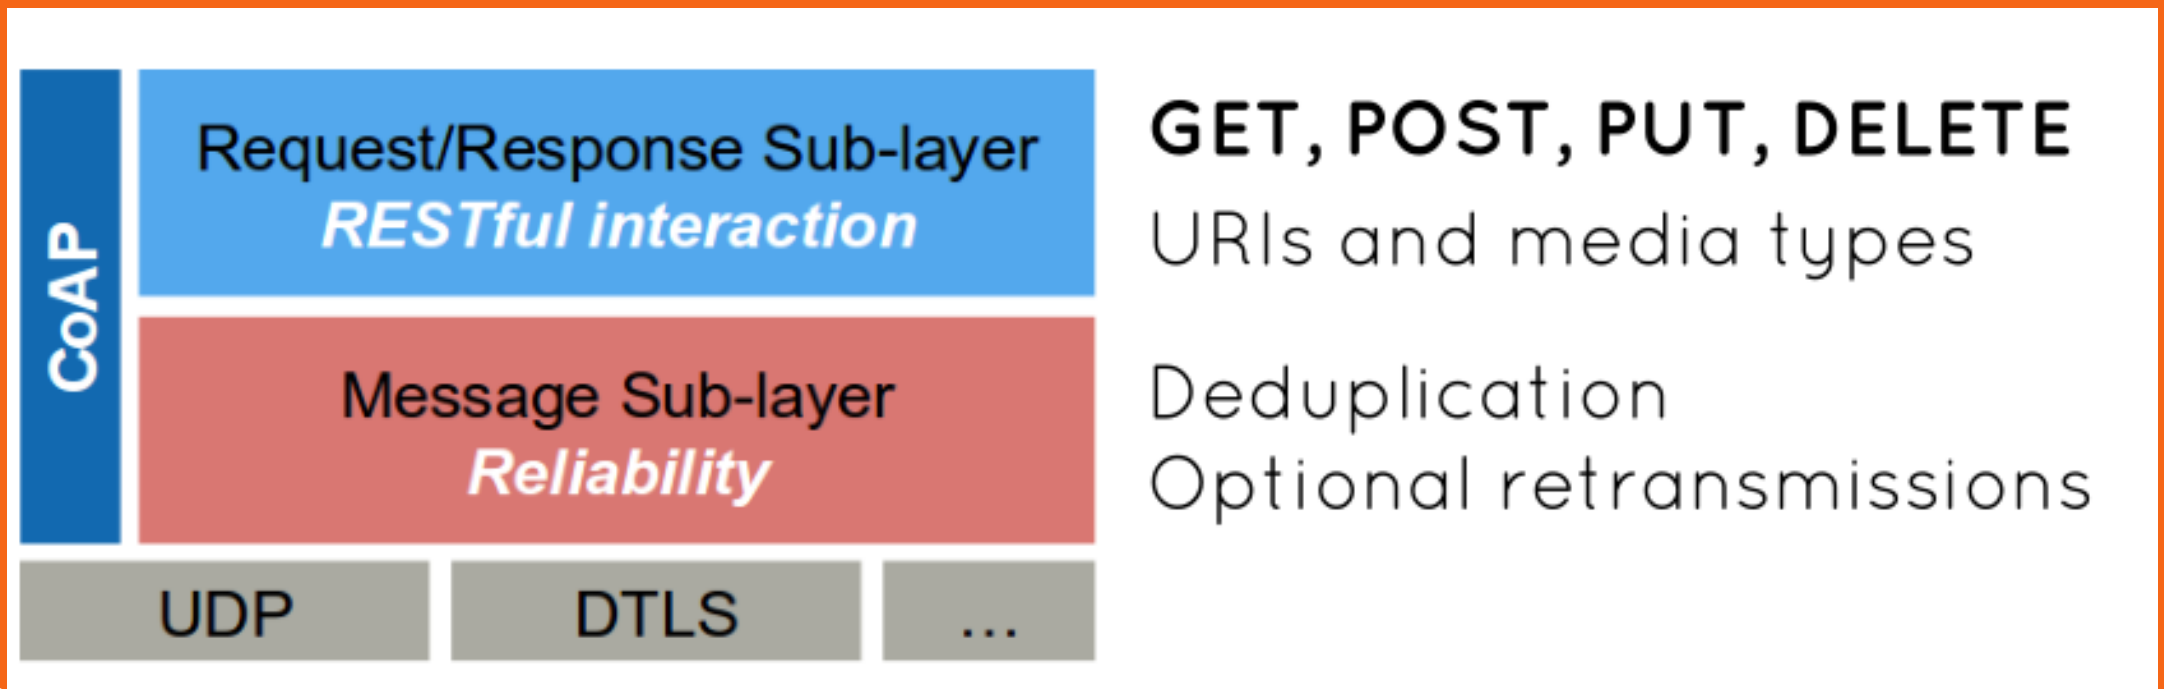 CoAP
Request/Response Sub-layer
RESTful interaction
GET, POST, PUT, DELETE
URIs and media types
Message Sub-layer
Reliability
Deduplication
Optional retransmissions
UDP
DTLS
...